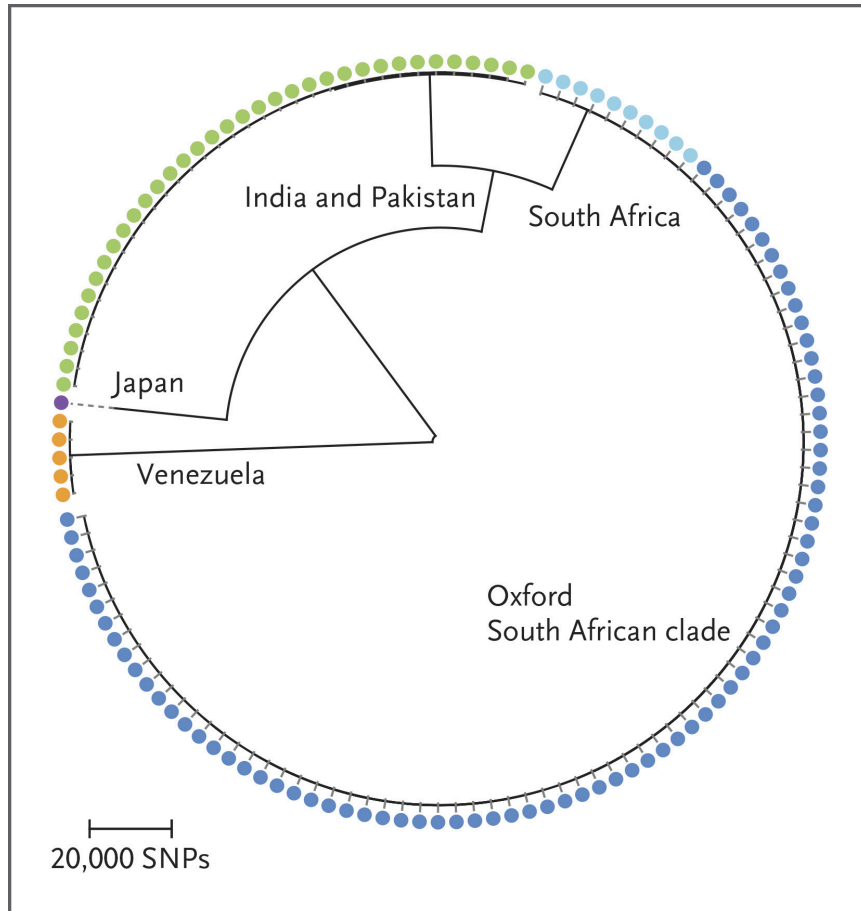 India and Pakistan
South Africa
Japan
Venezuela
Oxford
South African clade
20,000 SNPs